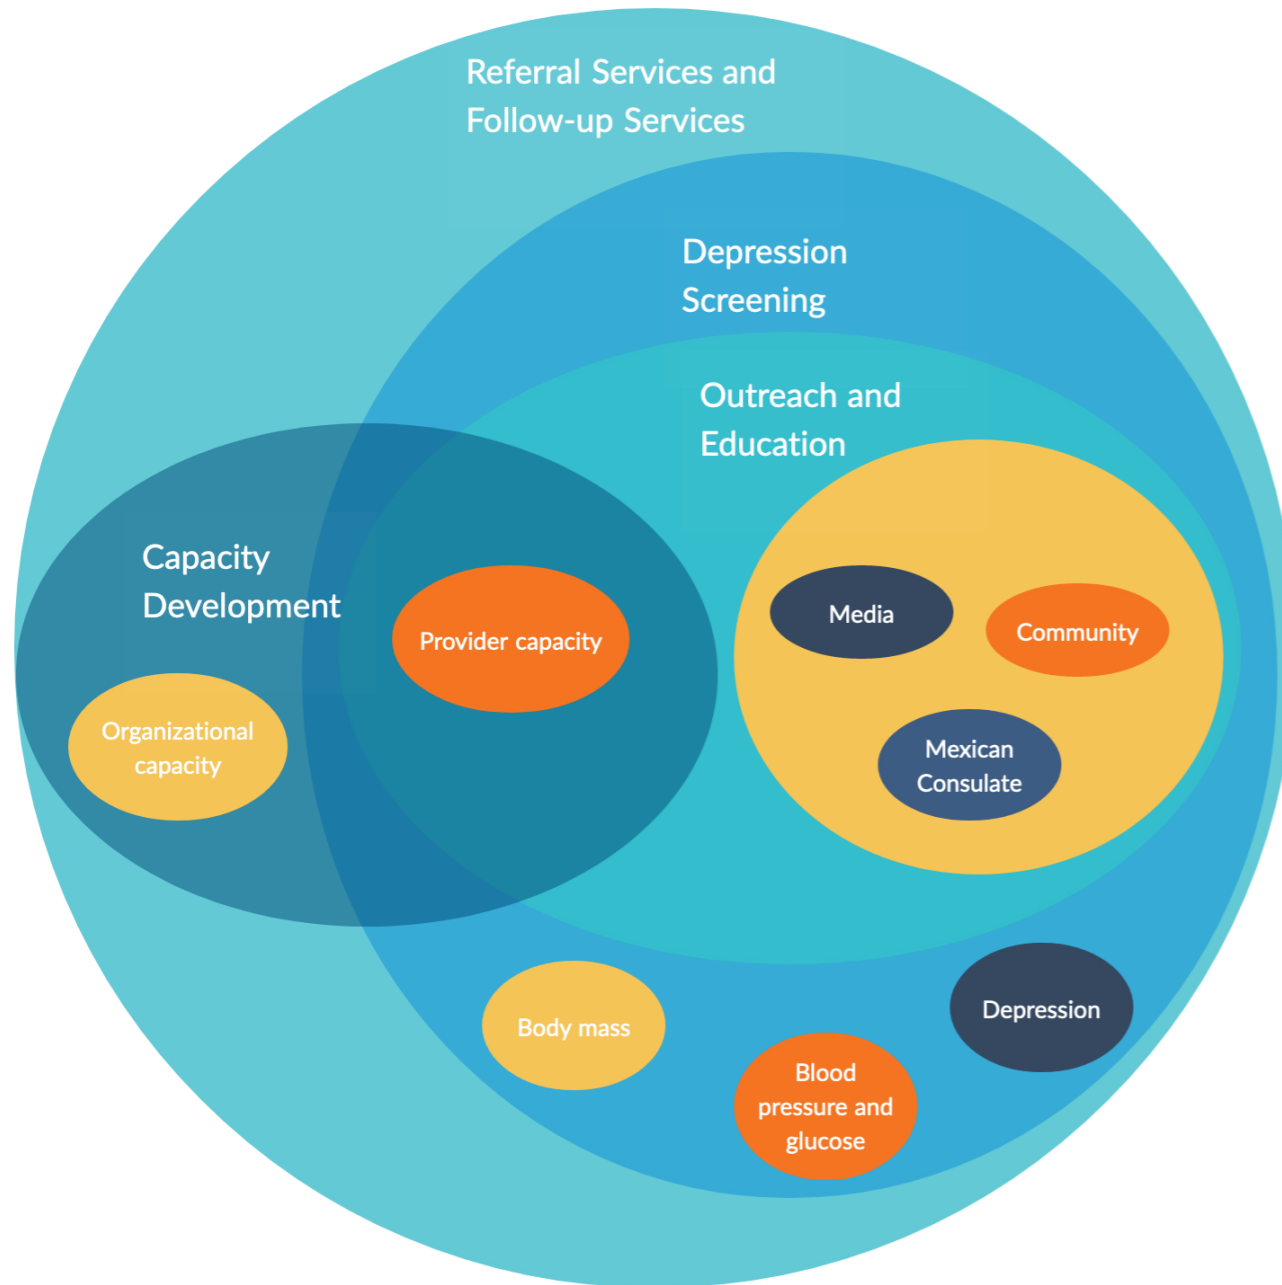 Referral Services and
Follow-up Services
Depression
Screening
Outreach and
Education
Capacity
Development
Provider capacity
Media
Community
Organizational
capacity
Mexican
Consulate
Body mass
Depression
Blood
pressure and
glucose